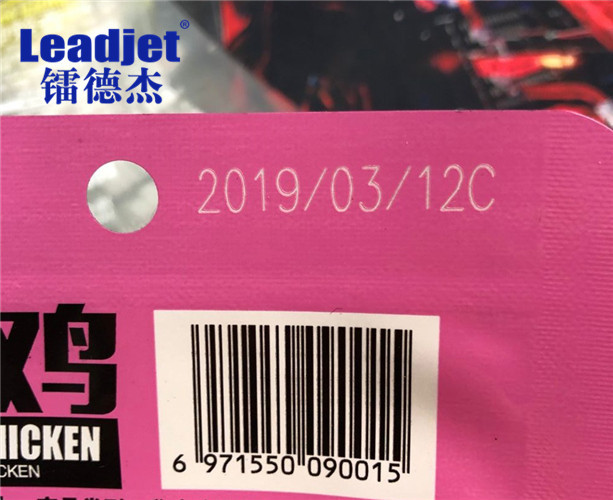 Leadjet®
镭德杰
2019/03/12C
鸡
HICKEN
CKEN
6 971550 090015